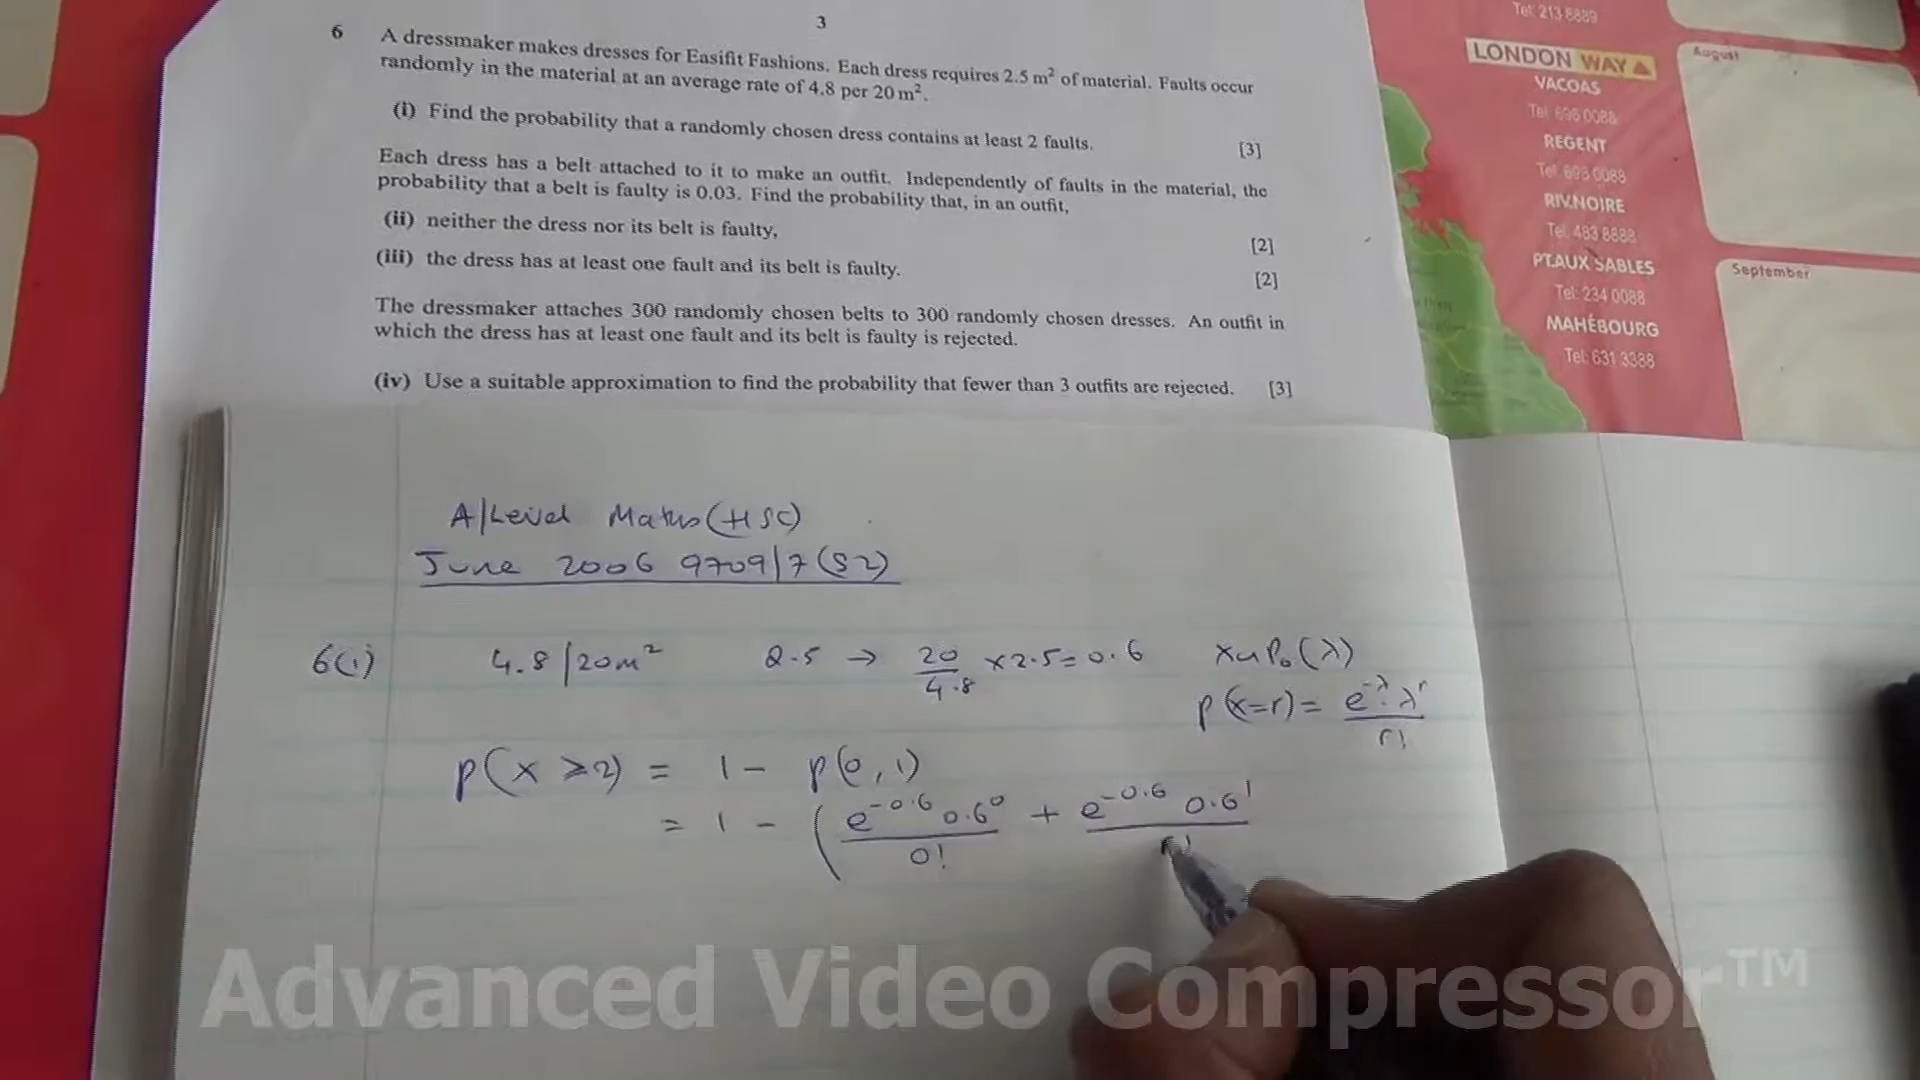 3
6 A dressmaker makes dresses for Easifit Fashions. Each dress requires 2.5 m² of material. Faults occur
randomly in the material at an average rate of 4.8 per 20 m².
(i) Find the probability that a randomly chosen dress contains at least 2 faults. [3]
Each dress has a belt attached to it to make an outfit. Independently of faults in the material, the
probability that a belt is faulty is 0.03. Find the probability that, in an outfit,
(ii) neither the dress nor its belt is faulty, [2]
(iii) the dress has at least one fault and its belt is faulty. [2]
The dressmaker attaches 300 randomly chosen belts to 300 randomly chosen dresses. An outfit in
which the dress has at least one fault and its belt is faulty is rejected.
(iv) Use a suitable approximation to find the probability that fewer than 3 outfits are rejected. [3]
Tel: 213 8889
LONDON WAY
VACOAS
Tel: 696 0088
REGENT
Tel: 698 0088
RIV.NOIRE
Tel: 483 8888
PT.AUX SABLES
Tel: 234 0088
MAHÉBOURG
Tel: 631 3388
August
September
A/Level Maths (HSC)
June 2006 9709/7 (S2)
6(i) 4.8/20m² 2.5 → 20/4.8 × 2.5 = 0.6 X~Po(λ)
P(X=r) = e^-λ · λ^r / r!
P(X ≥ 2) = 1 - P(0, 1)
= 1 - ( e^-0.6 0.6^0 / 0! + e^-0.6 0.6^1 /
Advanced Video Compressor™